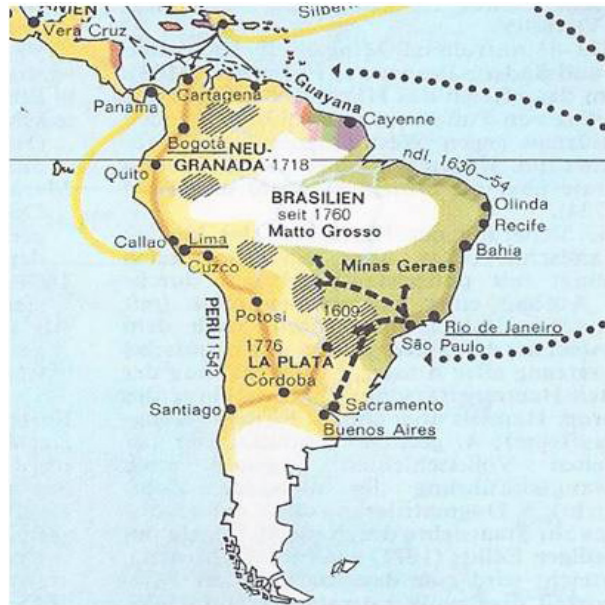 Vera Cruz
Silber
Panama
Cartagena
Guayana
Cayenne
Bogotá
NEU-
GRANADA 1718
Quito
ndl. 1630–54
BRASILIEN
seit 1760
Matto Grosso
Olinda
Recife
Bahia
Callao
Lima
Cuzco
Minas Geraes
PERU 1542
Potosi
1609
Rio de Janeiro
São Paulo
1776
LA PLATA
Córdoba
Santiago
Sacramento
Buenos Aires